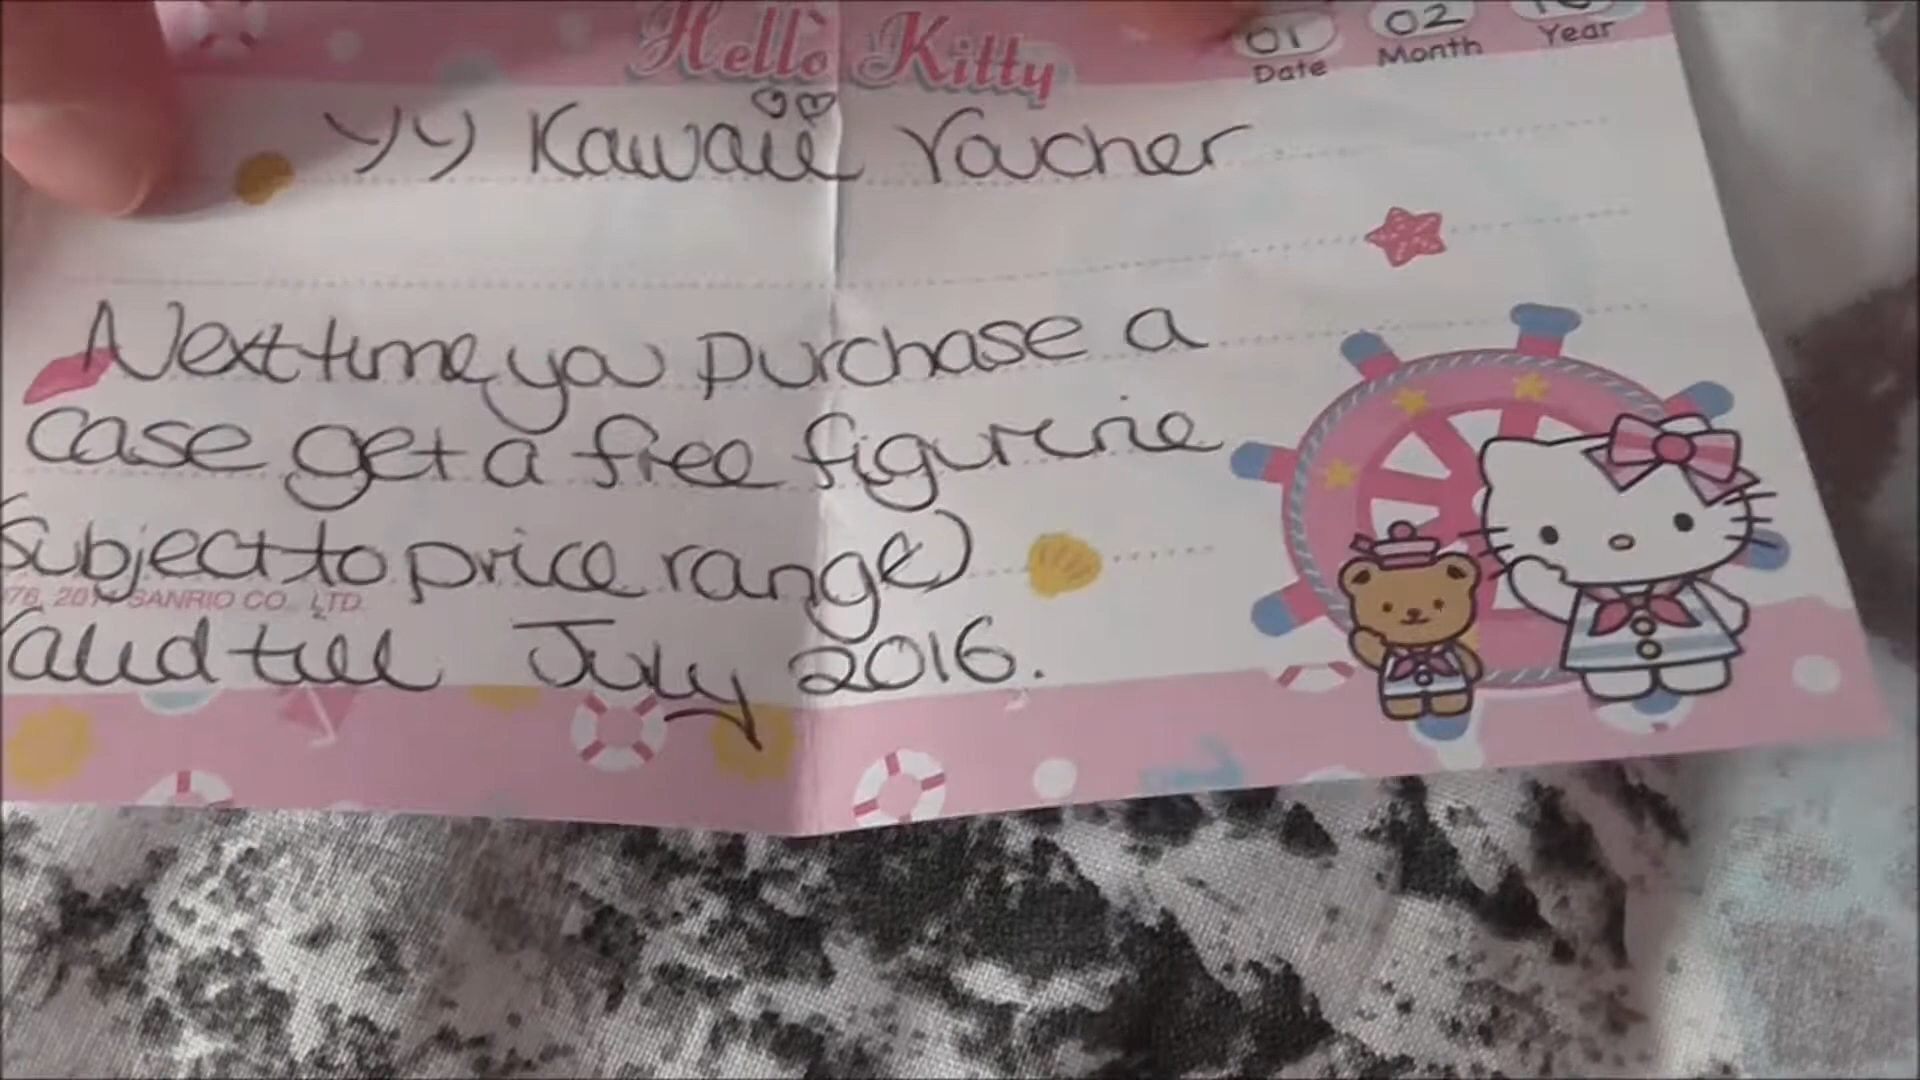 Hello Kitty
01 02
Date Month Year
yy Kawaii Voucher
Next time you purchase a
case get a free figurine
(subject to price range)
SANRIO CO., LTD.
Valid till July 2016.